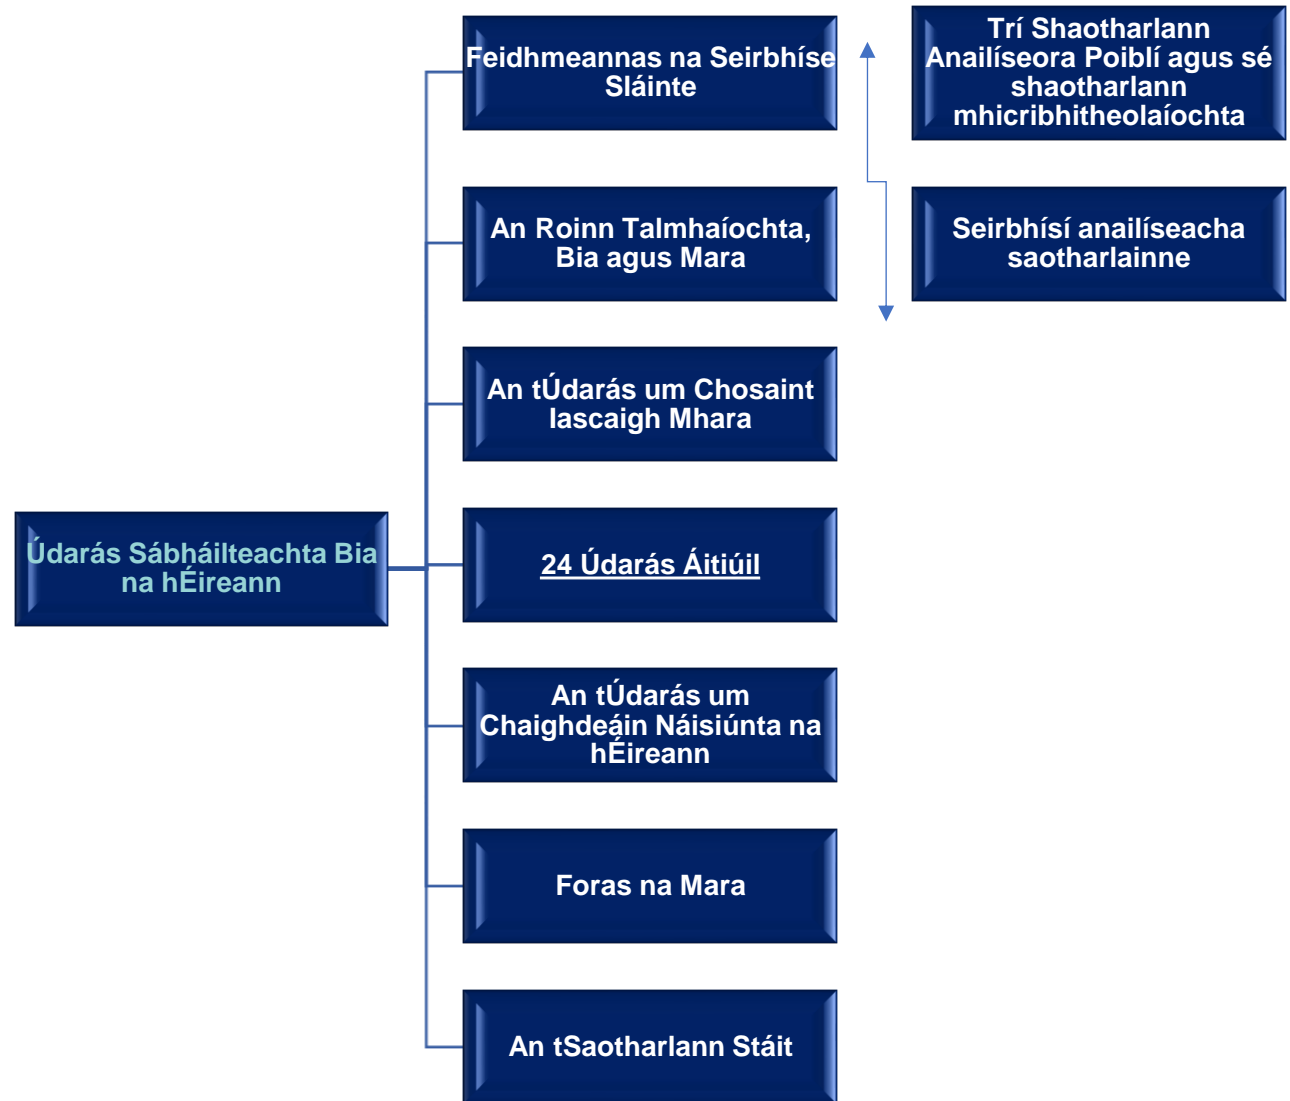 Údarás Sábháilteachta Bia
na hÉireann
Feidhmeannas na Seirbhíse
Sláinte
An Roinn Talmhaíochta,
Bia agus Mara
An tÚdarás um Chosaint
Iascaigh Mhara
24 Údarás Áitiúil
An tÚdarás um
Chaighdeáin Náisiúnta na
hÉireann
Foras na Mara
An tSaotharlann Stáit
Trí Shaotharlann
Anailíseora Poiblí agus sé
shaotharlann
mhicribhitheolaíochta
Seirbhísí anailíseacha
saotharlainne